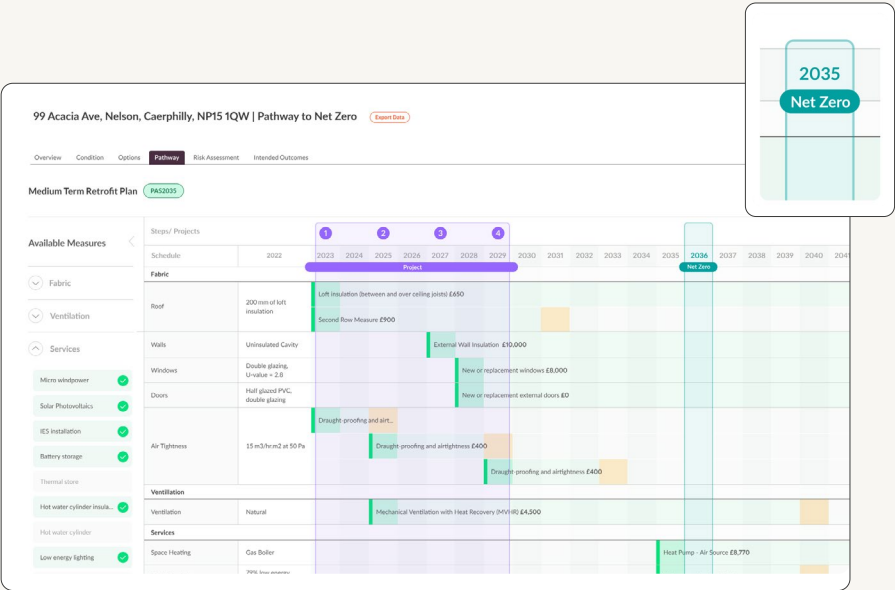 2035
Net Zero
99 Acacia Ave, Nelson, Caerphilly, NP15 1QW | Pathway to Net Zero
Expert Data
Overview Condition Options Pathway Risk Assessment Intended Outcomes
Medium Term Retrofit Plan PAS2035
Available Measures
Fabric
Ventilation
Services
Micro windpower
Solar Photovoltaics
IES installation
Battery storage
Thermal store
Hot water cylinder insula...
Hot water cylinder
Low energy lighting
Steps/ Projects 1 2 3 4
Schedule 2022 2023 2024 2025 2026 2027 2028 2029 2030 2031 2032 2033 2034 2035 2036 2037 2038 2039 2040 2041
Project Net Zero
Fabric
Roof
200 mm of loft
insulation
Loft insulation (between and over ceiling joists) £650
Second Row Measure £900
Walls Uninsulated Cavity External Wall Insulation £10,000
Windows
Double glazing,
U-value = 2.8
New or replacement windows £8,000
Doors
Half glazed PVC,
double glazing
New or replacement external doors £0
Draught-proofing and airt...
Air Tightness 15 m3/hr.m2 at 50 Pa Draught-proofing and airtightness £400
Draught-proofing and airtightness £400
Ventillation
Ventilation Natural Mechanical Ventilation with Heat Recovery (MVHR) £4,500
Services
Space Heating Gas Boiler Heat Pump - Air Source £8,770
79% low energy